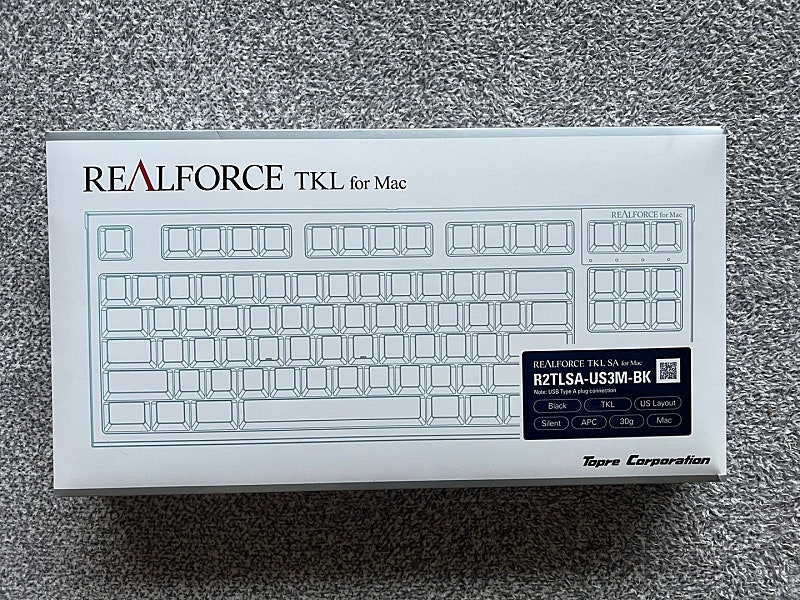 REALFORCE TKL for Mac
REALFORCE for Mac
REALFORCE TKL SA for Mac
R2TLSA-US3M-BK
Note: USB Type A plug connection
Black TKL US Layout
Silent APC 30g Mac
Topre Corporation